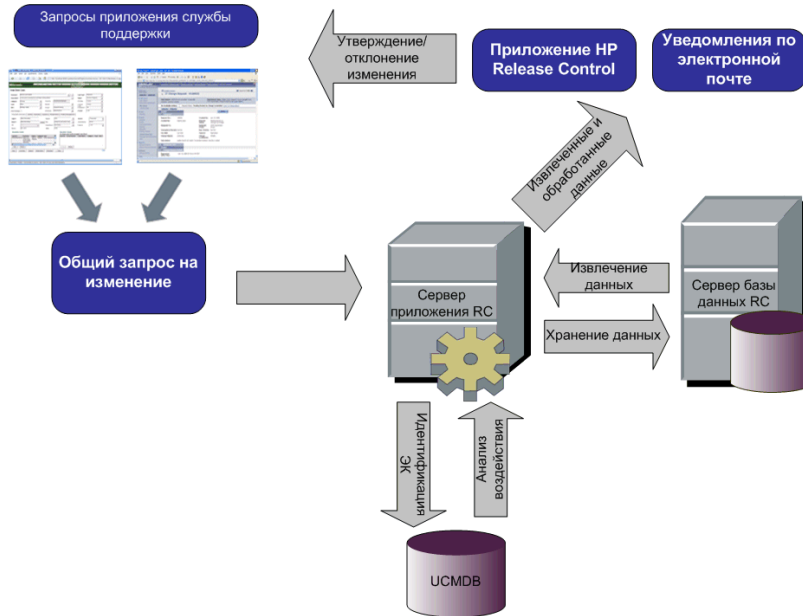 Запросы приложения службы
поддержки
Утверждение/
отклонение
изменения
Приложение HP
Release Control
Уведомления по
электронной
почте
Извлеченные и
обработанные
данные
Общий запрос на
изменение
Сервер
приложения RC
Извлечение
данных
Сервер базы
данных RC
Хранение данных
Идентификация
ЭК
Анализ
воздействия
UCMDB